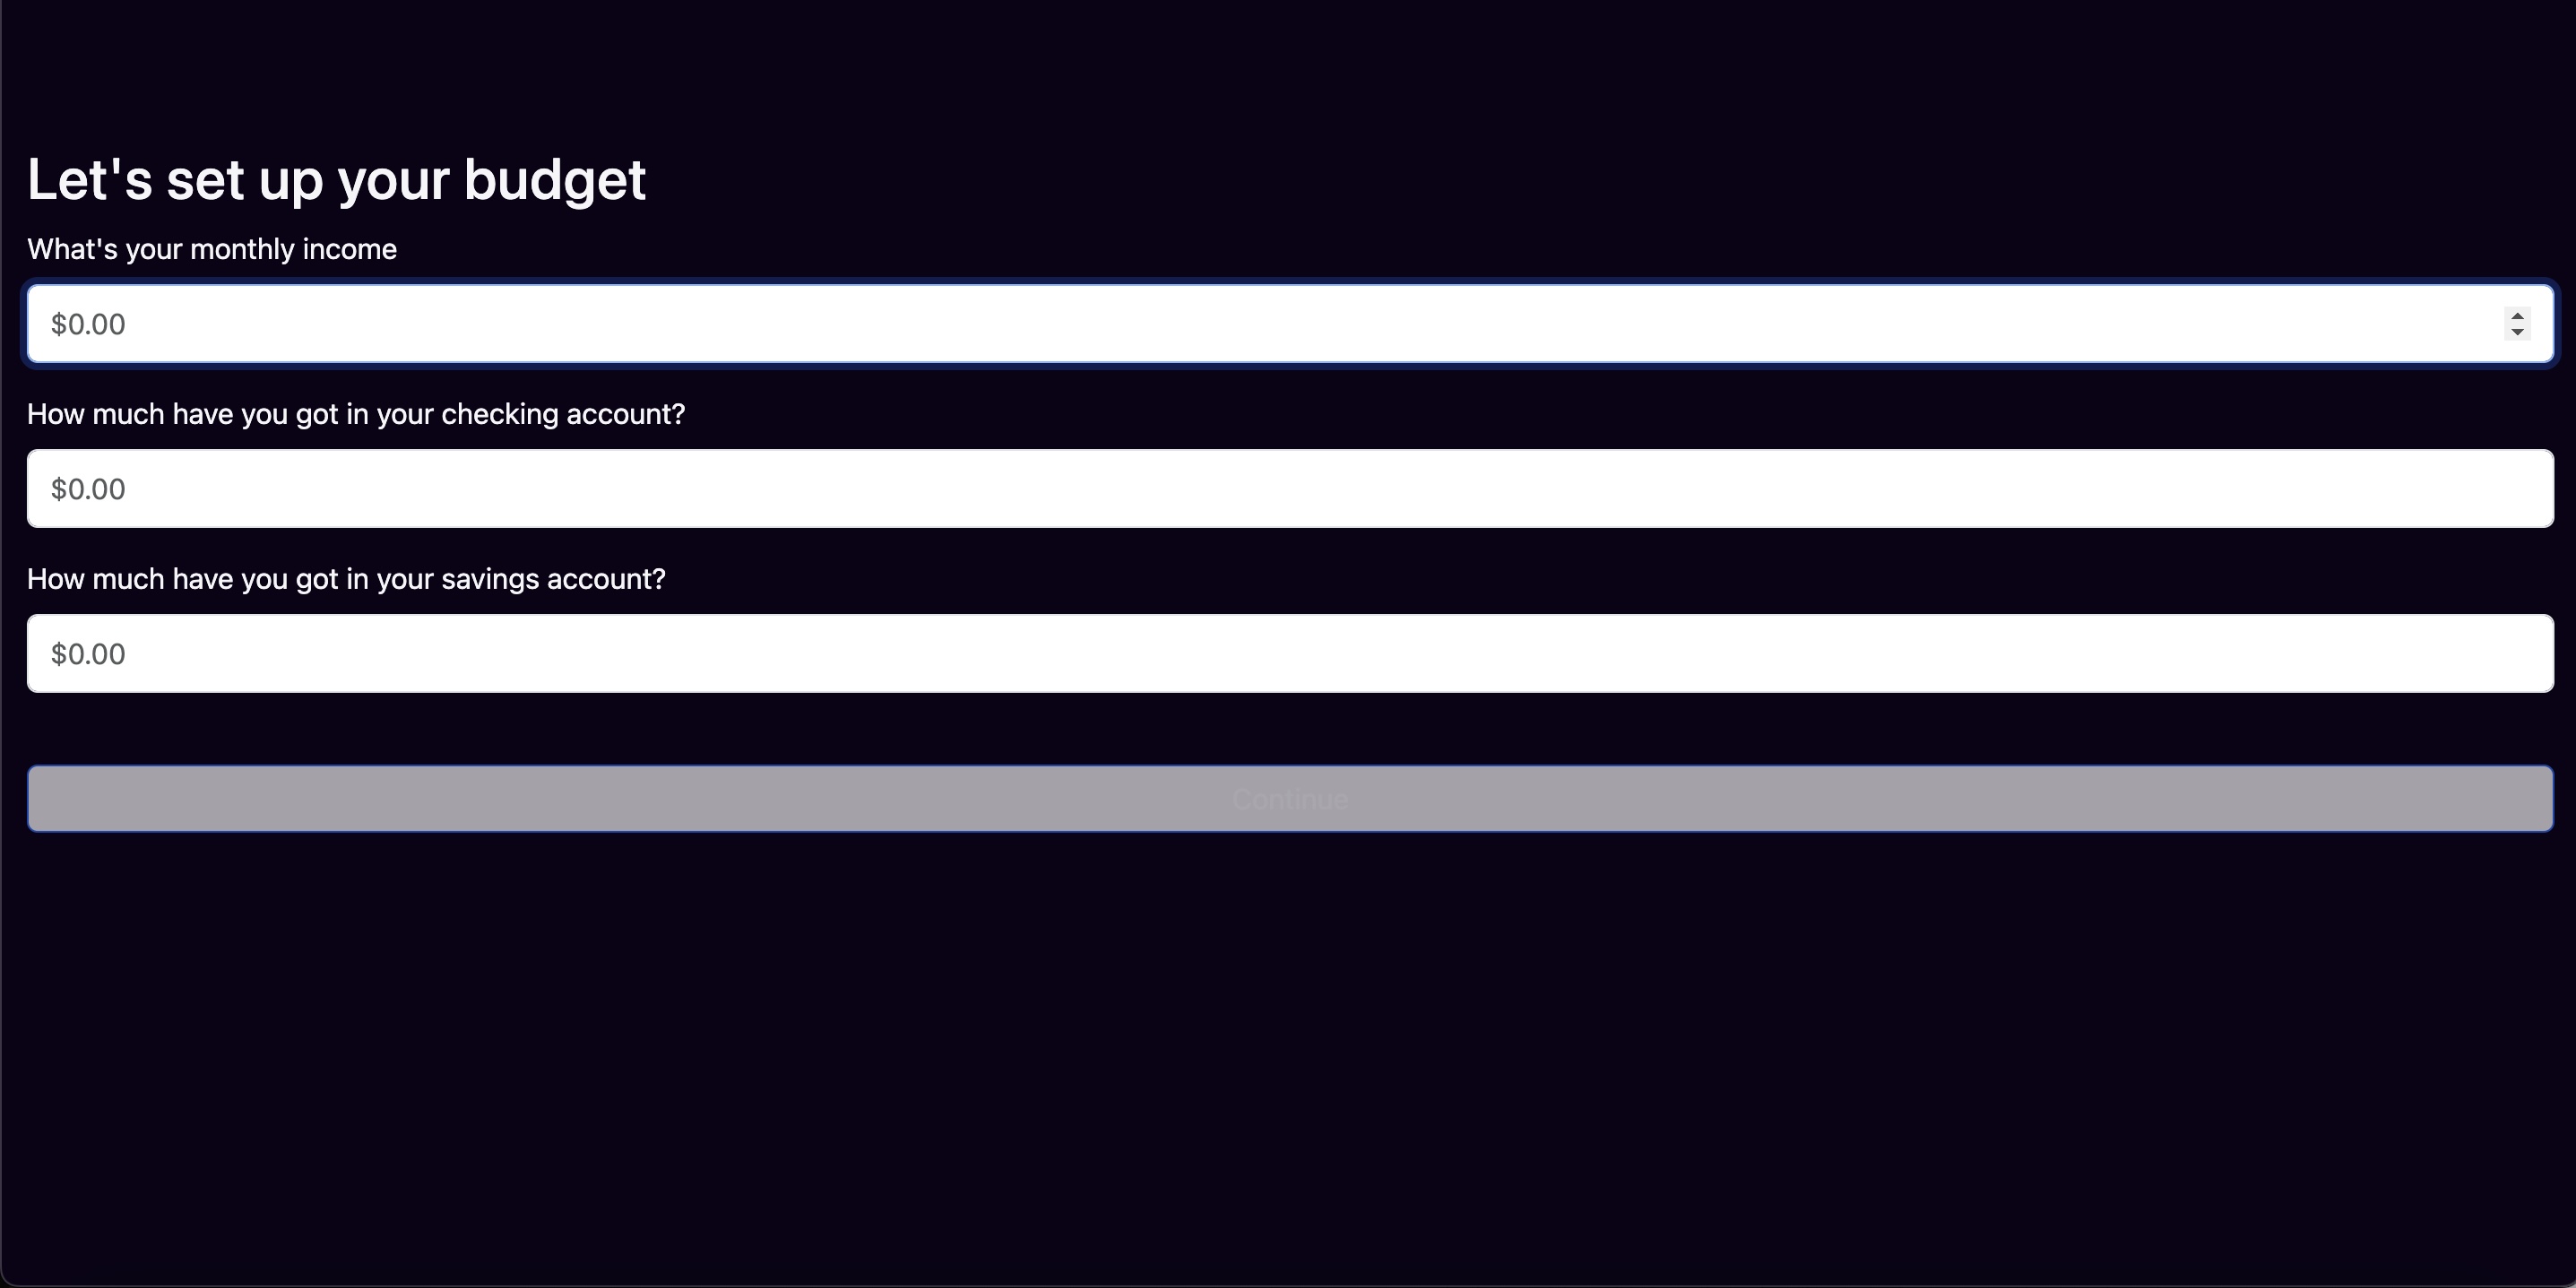 Let's set up your budget
What's your monthly income
$0.00
How much have you got in your checking account?
$0.00
How much have you got in your savings account?
$0.00
Continue